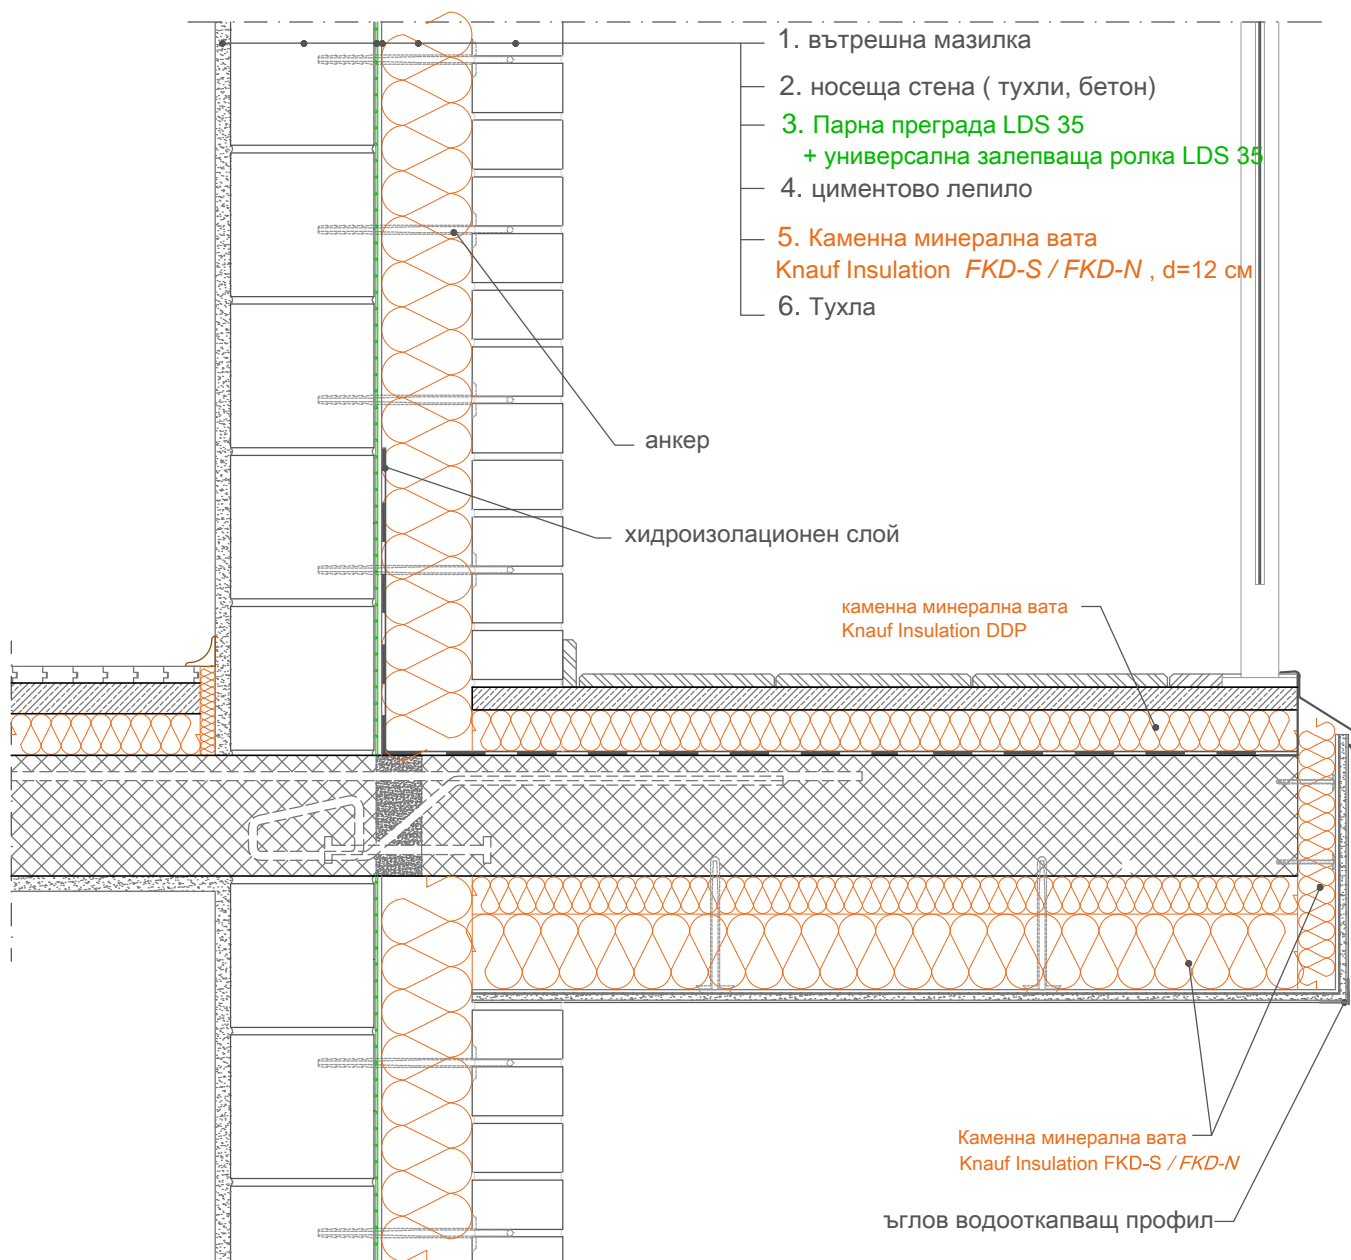 1. вътрешна мазилка
2. носеща стена ( тухли, бетон)
3. Парна преграда LDS 35
+ универсална залепваща ролка LDS 35
4. циментово лепило
5. Каменна минерална вата
Knauf Insulation FKD-S / FKD-N , d=12 см
6. Тухла
анкер
хидроизолационен слой
каменна минерална вата
Knauf Insulation DDP
Каменна минерална вата
Knauf Insulation FKD-S / FKD-N
ъглов водооткапващ профил